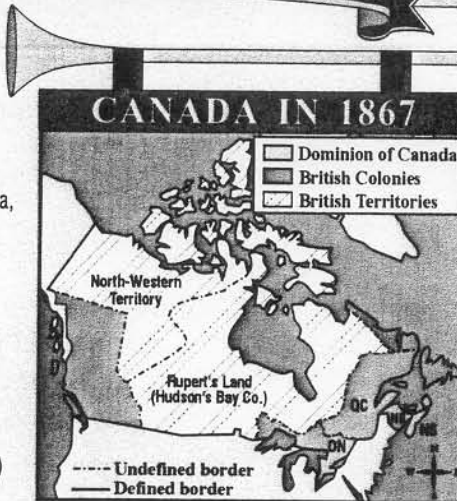 CANADA IN 1867
Dominion of Canada
British Colonies
British Territories
a,
North-Western
Territory
Rupert's Land
(Hudson's Bay Co.)
QC
ON
NB
NS
N
W
Undefined border
Defined border
)